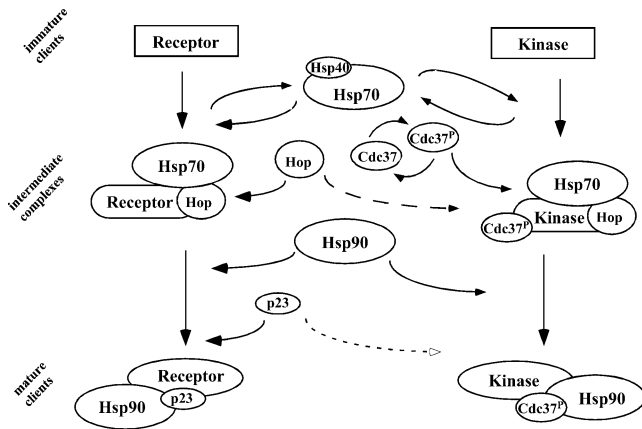 immature
clients
Receptor
Hsp40
Hsp70
Kinase
intermediate
complexes
Hsp70
Receptor
Hop
Hop
Cdc37
Cdc37P
Hsp70
Cdc37P
Kinase
Hop
Hsp90
p23
mature
clients
Receptor
Hsp90
p23
Kinase
Cdc37P
Hsp90